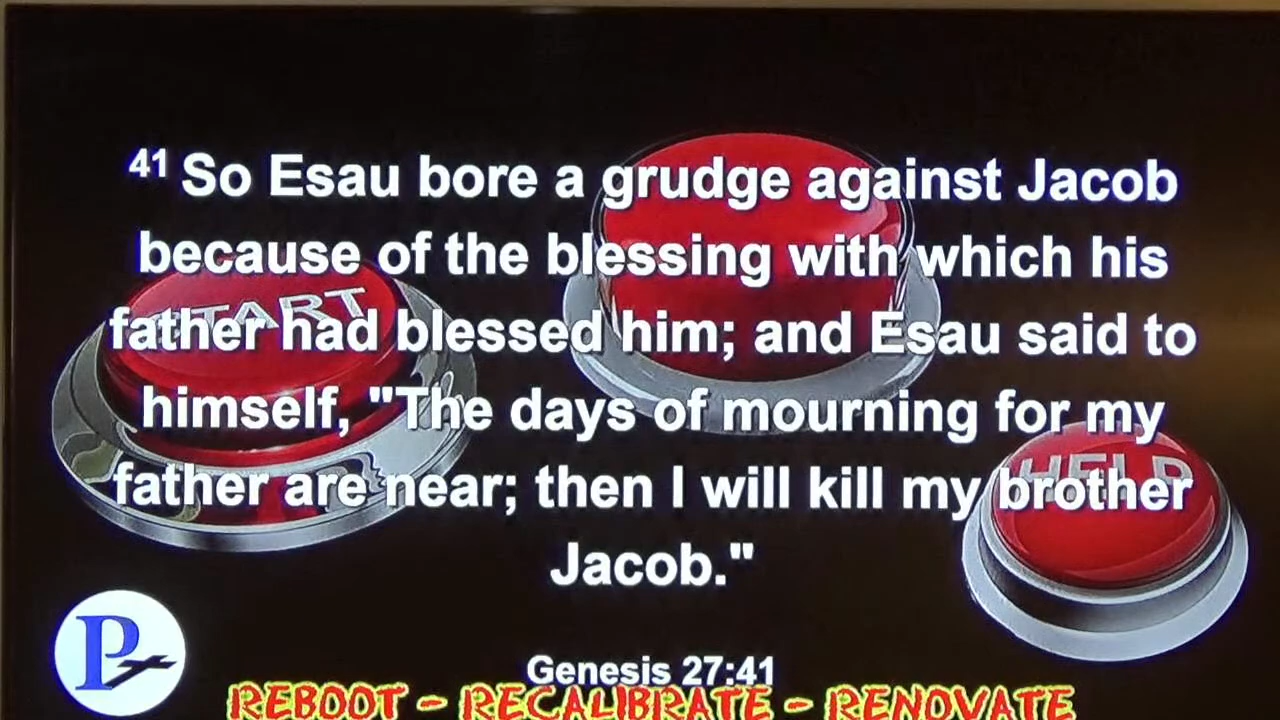 41 So Esau bore a grudge against Jacob
because of the blessing with which his
father had blessed him; and Esau said to
himself, "The days of mourning for my
father are near; then I will kill my brother
Jacob."
START
HELP
P
Genesis 27:41
REBOOT - RECALIBRATE - RENOVATE